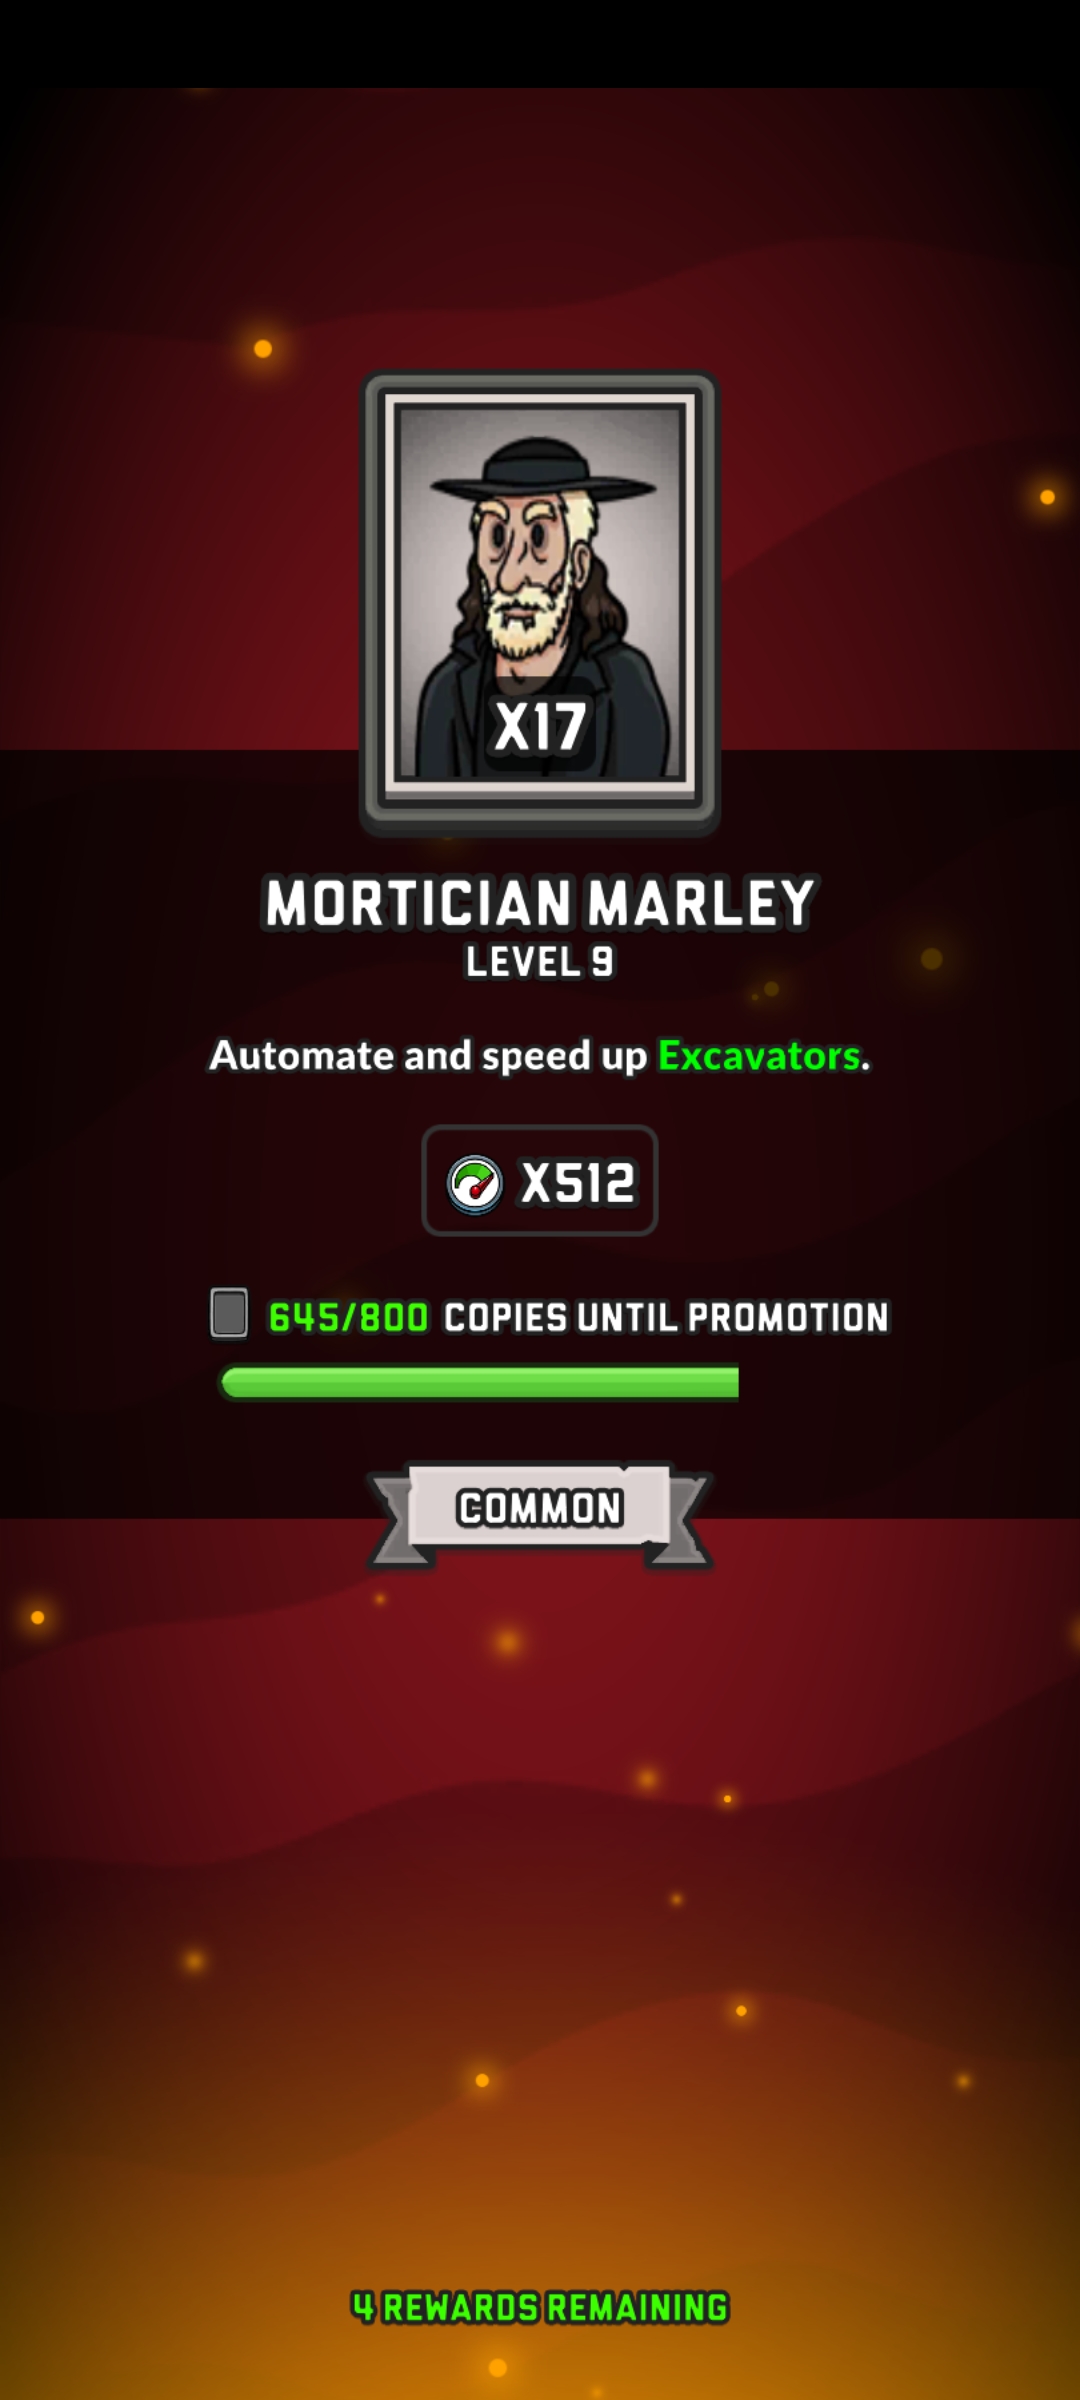 X17
MORTICIAN MARLEY
LEVEL 9
Automate and speed up Excavators.
X512
645/800 COPIES UNTIL PROMOTION
COMMON
4 REWARDS REMAINING